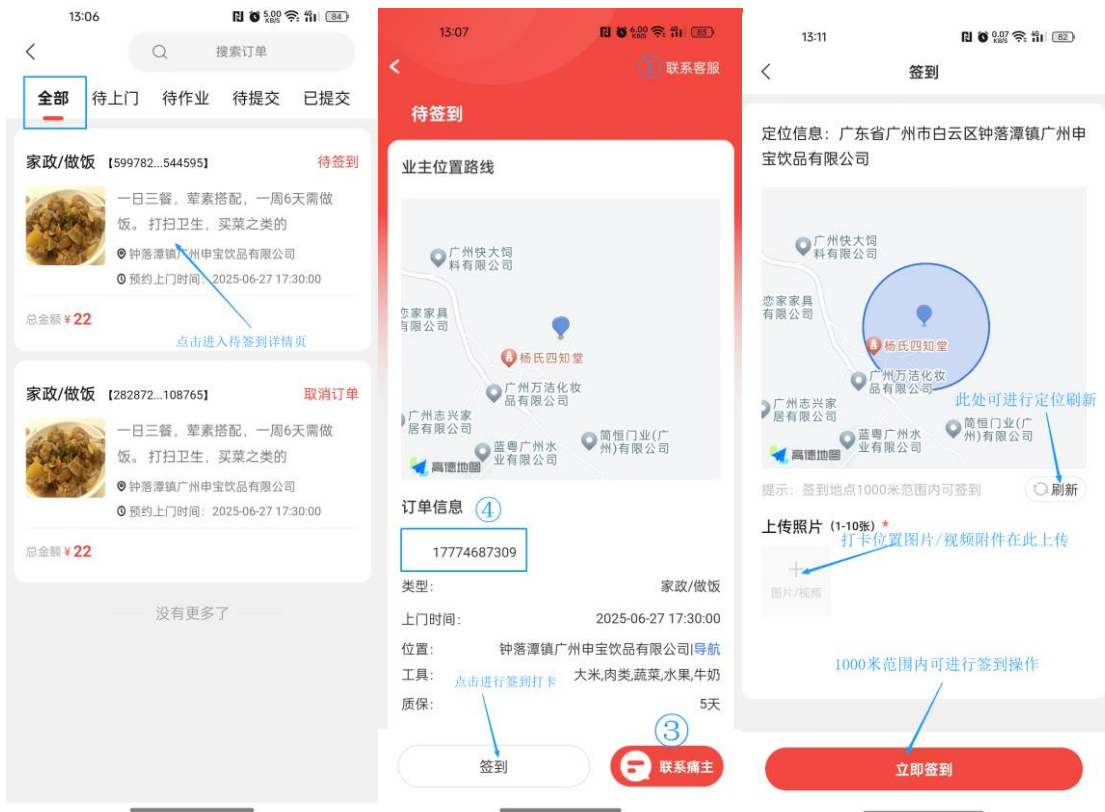 13:06
5.00 KB/S
84
搜索订单
全部 待上门 待作业 待提交 已提交
家政/做饭 【599782...544595】 待签到
一日三餐，荤素搭配，一周6天需做
饭。 打扫卫生，买菜之类的
钟落潭镇广州申宝饮品有限公司
预约上门时间：2025-06-27 17:30:00
总金额 ¥22
点击进入待签到详情页
家政/做饭 【282872...108765】 取消订单
一日三餐，荤素搭配，一周6天需做
饭。 打扫卫生，买菜之类的
钟落潭镇广州申宝饮品有限公司
预约上门时间：2025-06-27 17:30:00
总金额 ¥22
没有更多了
13:07
6.00 KB/S
85
① 联系客服
待签到
业主位置路线
广州快大饲
料有限公司
恋家家具
有限公司
杨氏四知堂
广州万洁化妆
品有限公司
广州志兴家
居有限公司
蓝粤广州水
业有限公司
简恒门业(广
州)有限公司
高德地图
订单信息 ④
17774687309
类型： 家政/做饭
上门时间： 2025-06-27 17:30:00
位置： 钟落潭镇广州申宝饮品有限公司|导航
工具： 大米,肉类,蔬菜,水果,牛奶
点击进行签到打卡
质保： 5天
③
签到
联系痛主
13:11
0.07 KB/S
82
签到
定位信息：广东省广州市白云区钟落潭镇广州申
宝饮品有限公司
广州快大饲
料有限公司
恋家家具
有限公司
杨氏四知堂
广州万洁化妆
品有限公司
此处可进行定位刷新
广州志兴家
居有限公司
蓝粤广州水
业有限公司
简恒门业(广
州)有限公司
高德地图
提示：签到地点1000米范围内可签到
刷新
上传照片 (1-10张) *
打卡位置图片/视频附件在此上传
图片/视频
1000米范围内可进行签到操作
立即签到